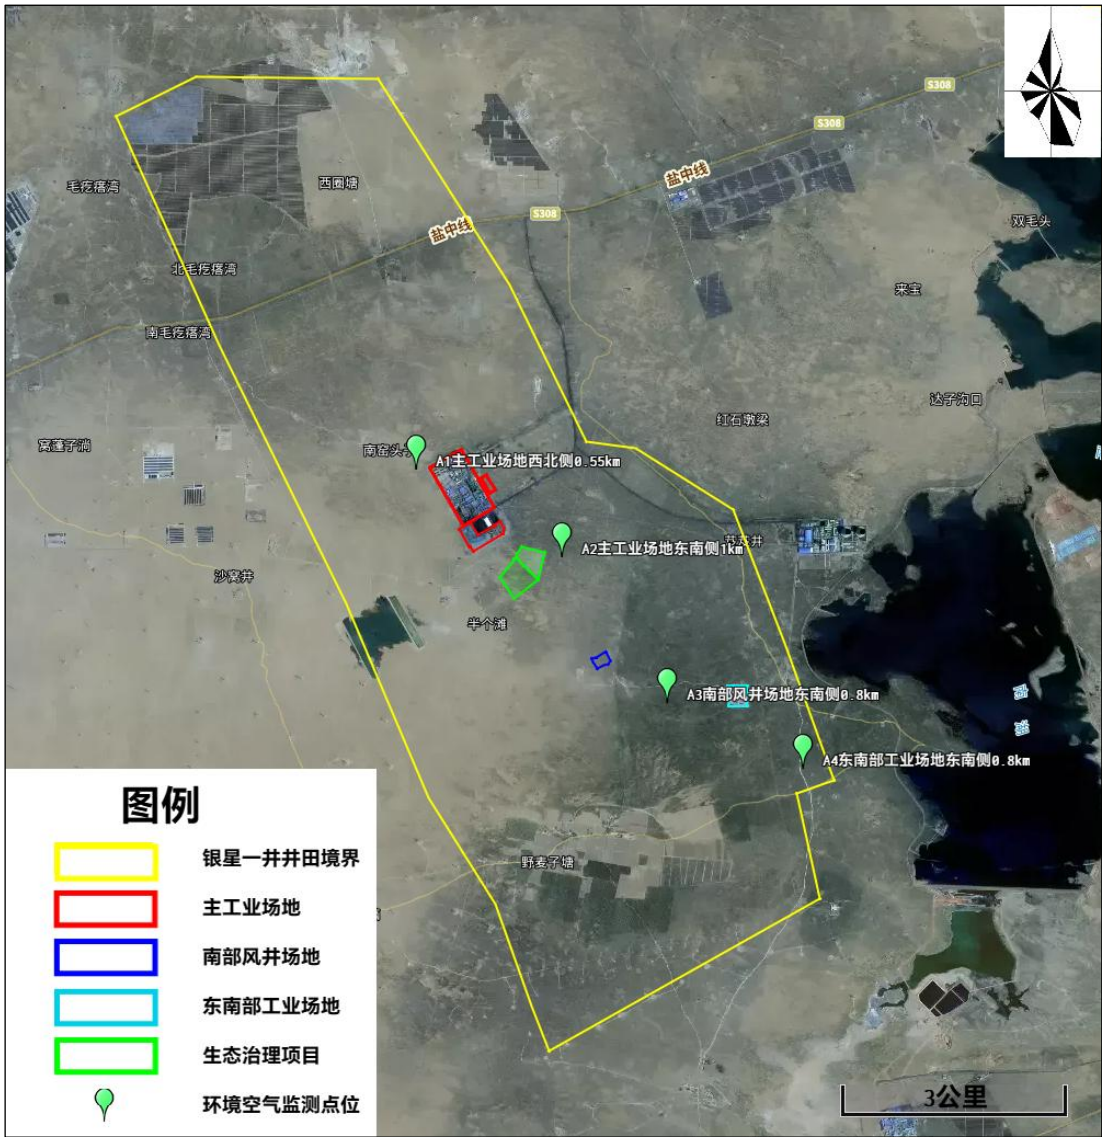 S308
S308
盐中线
毛疙瘩湾
西圈塘
S308
双毛头
盐中线
北毛疙瘩湾
来宝
南毛疙瘩湾
达子沟口
红石墩梁
窝蓬子淌
南窑头
A1主工业场地西北侧0.55km
A2主工业场地东南侧1km
沙窝井
半个滩
A3南部风井场地东南侧0.8km
西湖
A4东南部工业场地东南侧0.8km
野麦子塘
图例
银星一井井田境界
主工业场地
南部风井场地
东南部工业场地
生态治理项目
环境空气监测点位
3公里